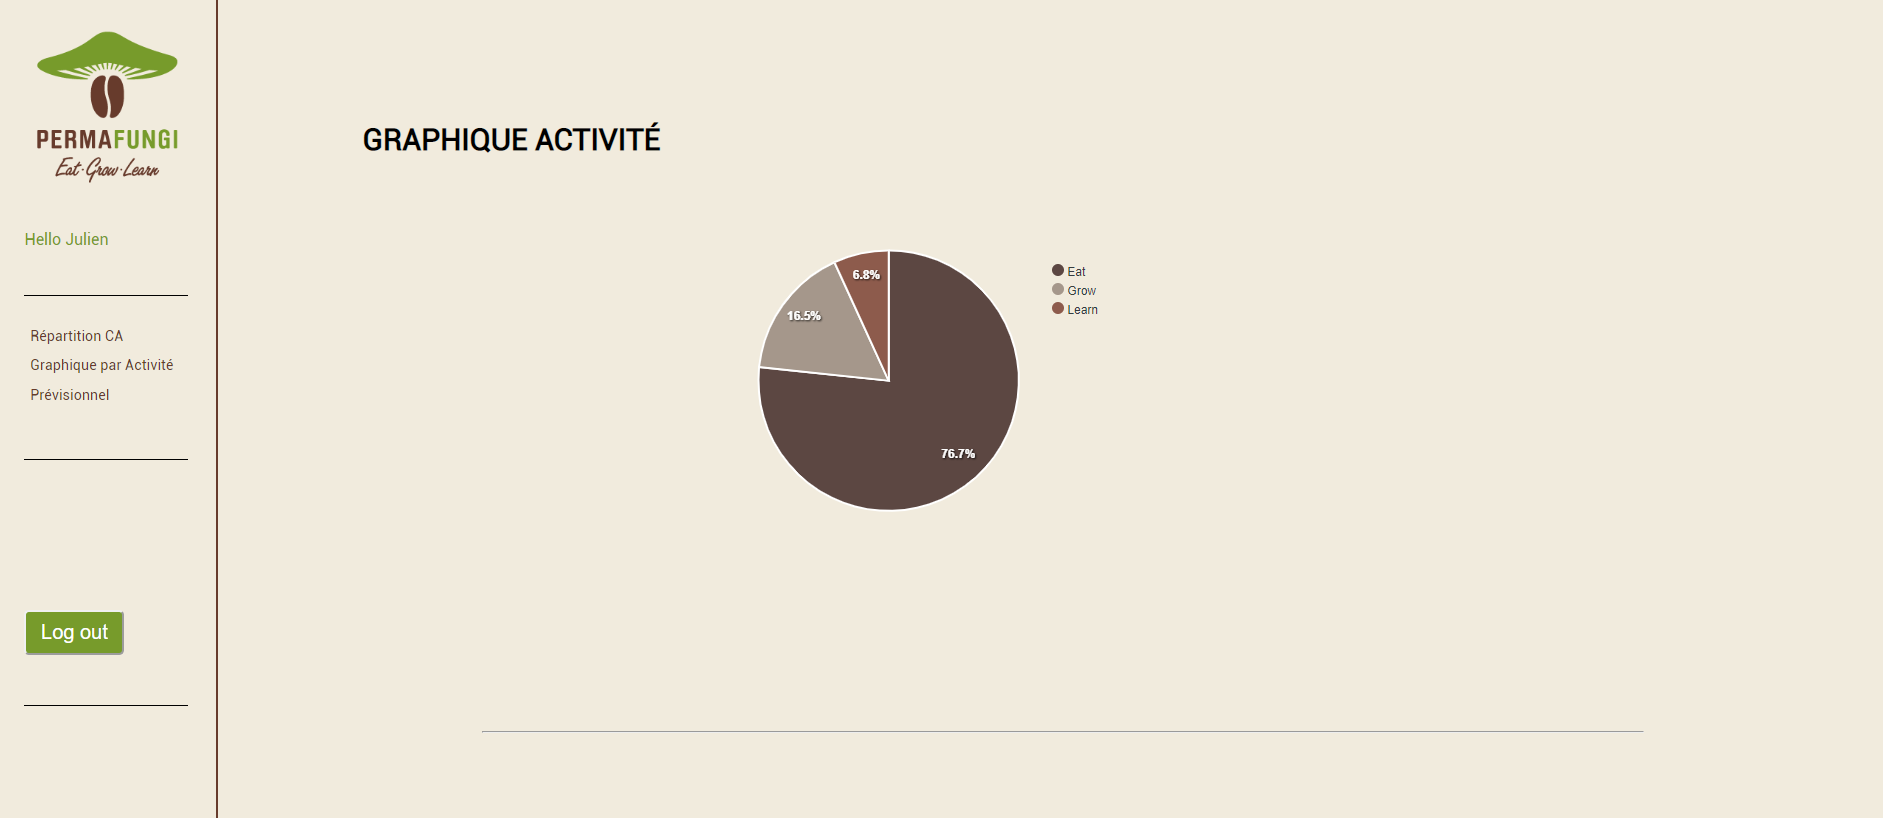 PERMAFUNGI
Eat·Grow·Learn
Hello Julien
Répartition CA
Graphique par Activité
Prévisionnel
Log out
GRAPHIQUE ACTIVITÉ
6.8%
16.5%
76.7%
Eat
Grow
Learn